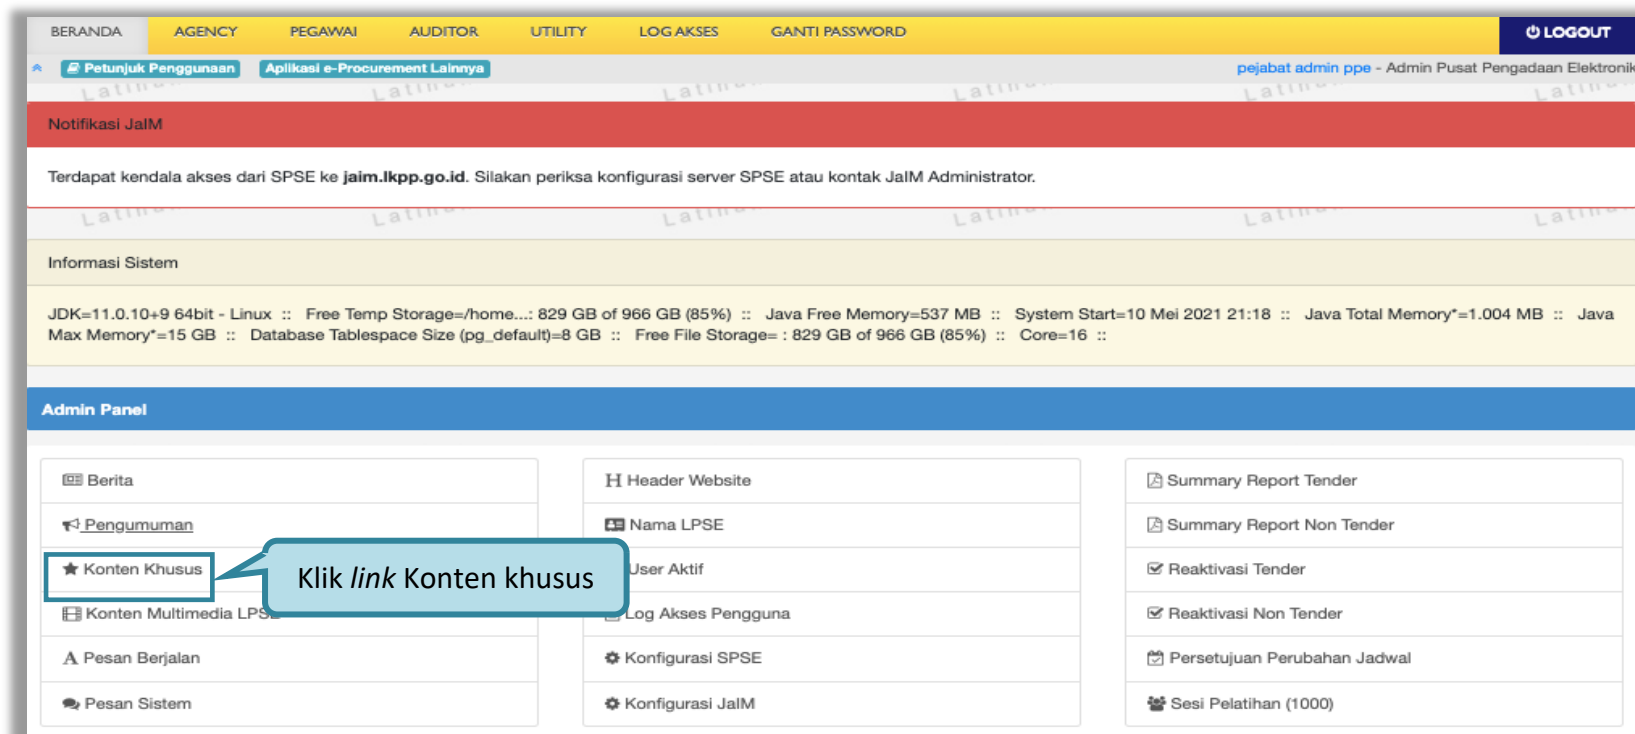 BERANDA AGENCY PEGAWAI AUDITOR UTILITY LOG AKSES GANTI PASSWORD LOGOUT
Petunjuk Penggunaan Aplikasi e-Procurement Lainnya pejabat admin ppe - Admin Pusat Pengadaan Elektronik
Notifikasi JaIM
Terdapat kendala akses dari SPSE ke jaim.lkpp.go.id. Silakan periksa konfigurasi server SPSE atau kontak JaIM Administrator.
Informasi Sistem
JDK=11.0.10+9 64bit - Linux :: Free Temp Storage=/home...: 829 GB of 966 GB (85%) :: Java Free Memory=537 MB :: System Start=10 Mei 2021 21:18 :: Java Total Memory*=1.004 MB :: Java
Max Memory*=15 GB :: Database Tablespace Size (pg_default)=8 GB :: Free File Storage= : 829 GB of 966 GB (85%) :: Core=16 ::
Admin Panel
Berita
Pengumuman
Konten Khusus
Konten Multimedia LPSE
Pesan Berjalan
Pesan Sistem
Klik link Konten khusus
Header Website
Nama LPSE
User Aktif
Log Akses Pengguna
Konfigurasi SPSE
Konfigurasi JaIM
Summary Report Tender
Summary Report Non Tender
Reaktivasi Tender
Reaktivasi Non Tender
Persetujuan Perubahan Jadwal
Sesi Pelatihan (1000)